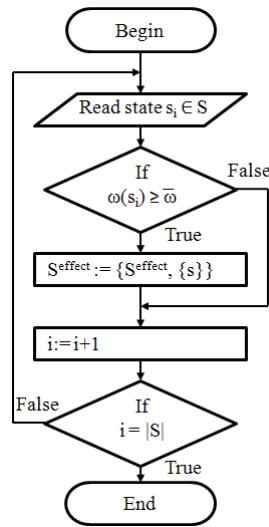 Begin
Read state sᵢ ∈ S
If
ω(sᵢ) ≥ ω̅
False
True
Sᵉᶠᶠᵉᶜᵗ := {Sᵉᶠᶠᵉᶜᵗ, {s}}
i:=i+1
False
If
i = |S|
True
End